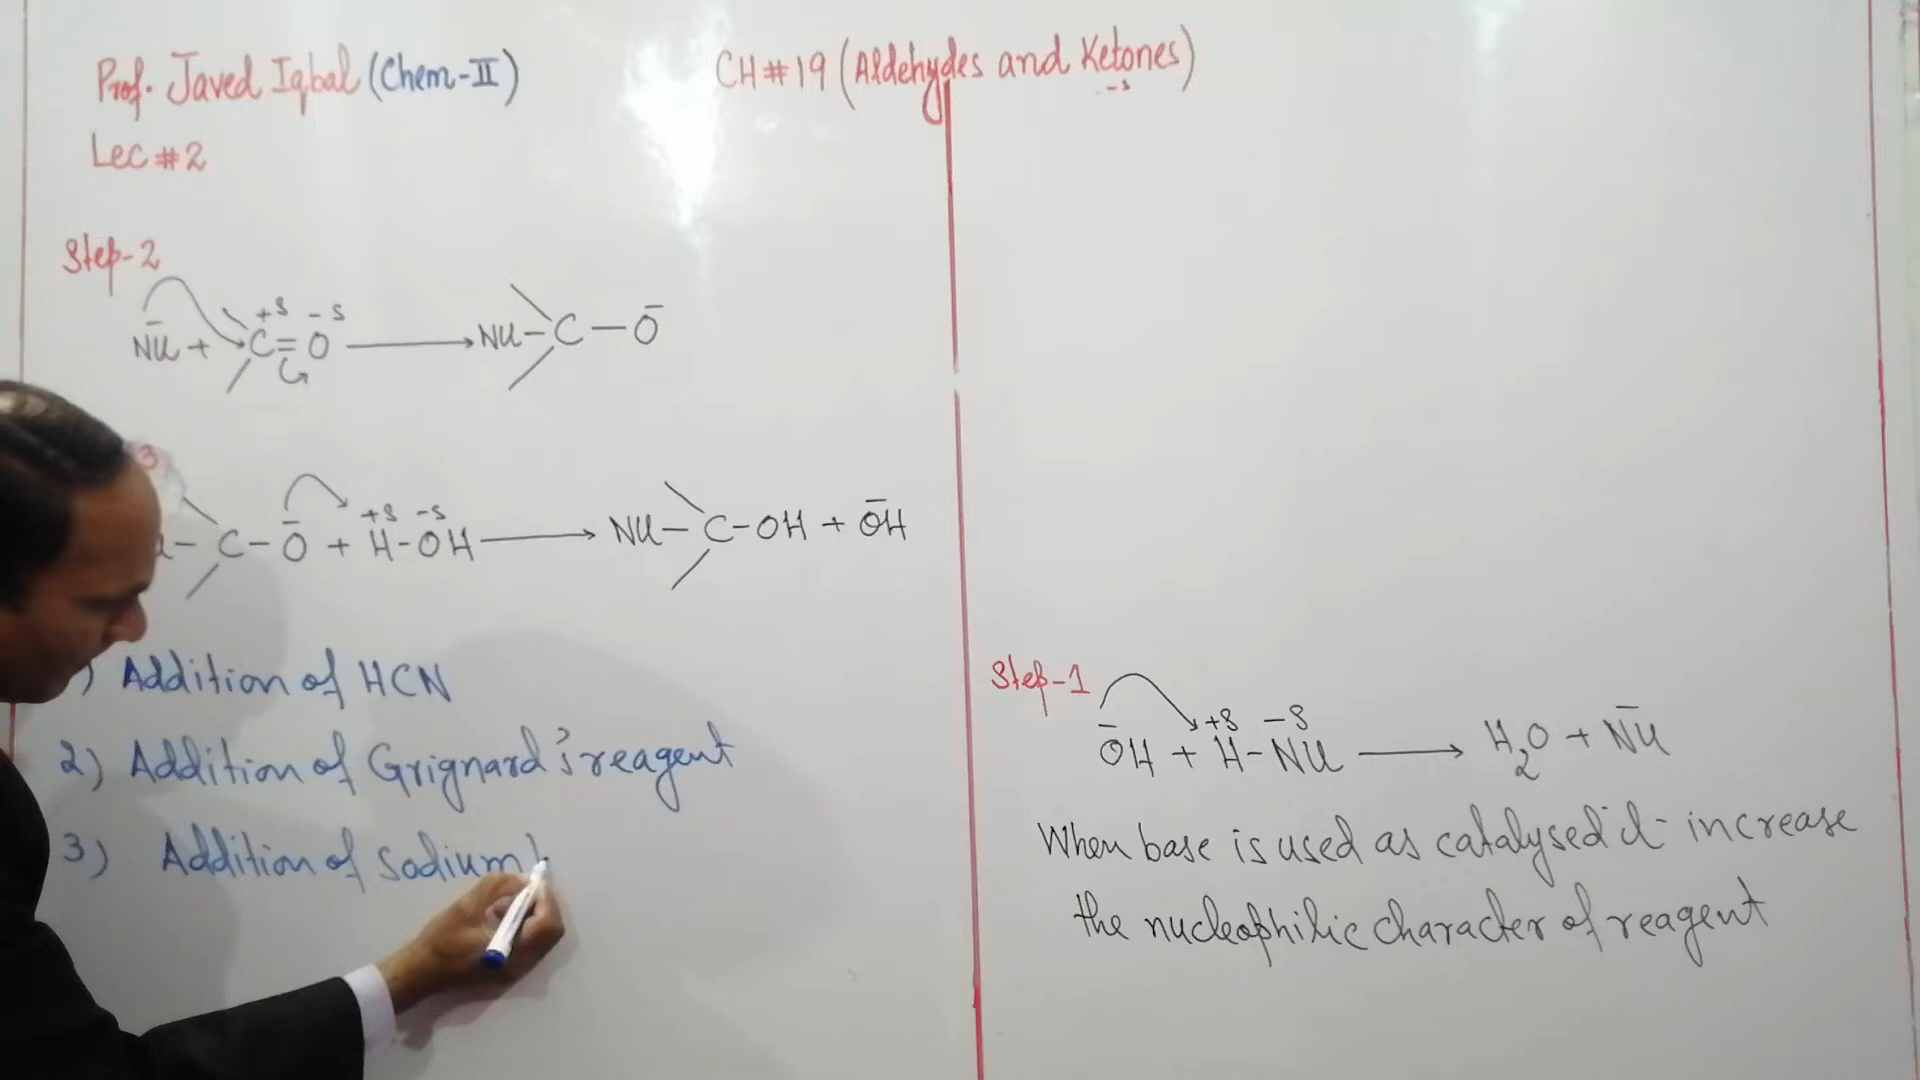 Prof. Javed Iqbal (Chem-II)
CH#19 (Aldehydes and Ketones)
-s
Lec #2
Step-2
+δ -δ
N̄u + C=O → Nu-C-Ō
3
+δ -δ
-C-Ō + H-OH → Nu-C-OH + ŌH
) Addition of HCN
2) Addition of Grignard's reagent
3) Addition of Sodium
Step-1
+δ -δ
ŌH + H-Nu → H₂O + N̄u
When base is used as catalysed it increase
the nucleophilic character of reagent